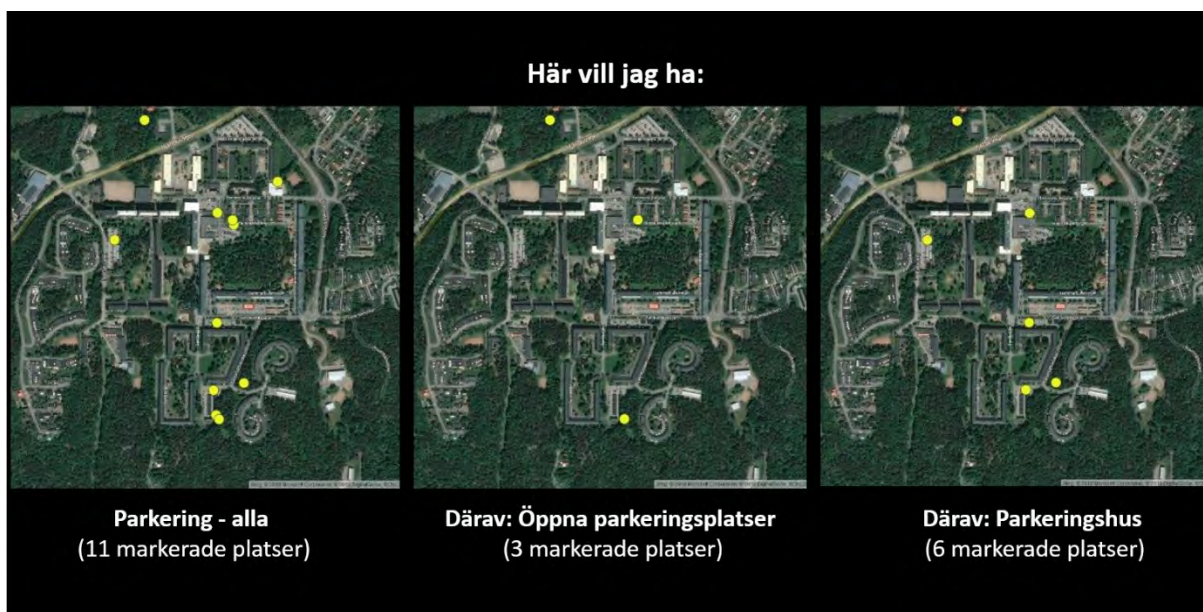 Här vill jag ha:
Parkering - alla
(11 markerade platser)
Därav: Öppna parkeringsplatser
(3 markerade platser)
Därav: Parkeringshus
(6 markerade platser)